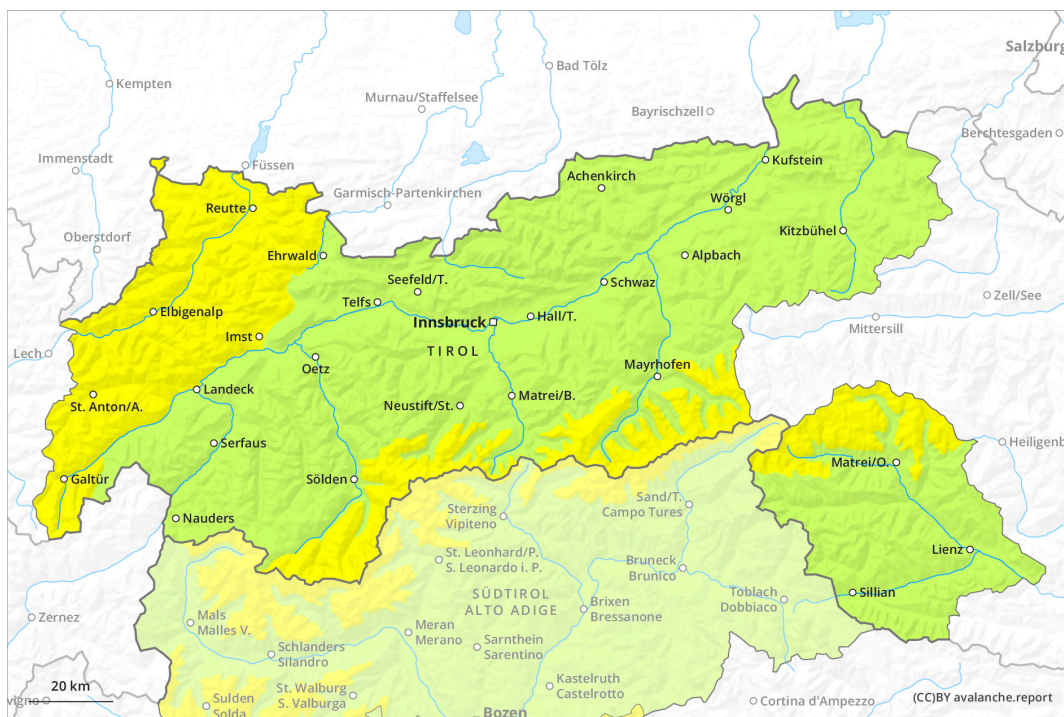 Salzburg
Kempten
Bad Tölz
Murnau/Staffelsee
Bayrischzell
Berchtesgaden
Immenstadt
Füssen
Kufstein
Achenkirch
Garmisch-Partenkirchen
Reutte
Wörgl
Oberstdorf
Kitzbühel
Ehrwald
Alpbach
Seefeld/T.
Schwaz
Zell/See
Telfs
Elbigenalp
Hall/T.
Innsbruck
Mittersill
Imst
Lech
TIROL
Oetz
Mayrhofen
Landeck
Matrei/B.
St. Anton/A.
Neustift/St.
Serfaus
Heiligenb
Matrei/O.
Galtür
Sölden
Sand/T.
Campo Tures
Sterzing
Vipiteno
Nauders
Lienz
St. Leonhard/P.
S. Leonardo i. P.
Bruneck
Brunico
Sillian
SÜDTIROL
ALTO ADIGE
Toblach
Dobbiaco
Brixen
Bressanone
Zernez
Mals
Malles V.
Meran
Merano
Sarnthein
Sarentino
Schlanders
Silandro
Kastelruth
Castelrotto
20 km
St. Walburg
S. Valburga
vigno
Sulden
Solda
Cortina d'Ampezzo
(CC)BY avalanche.report
Bozen